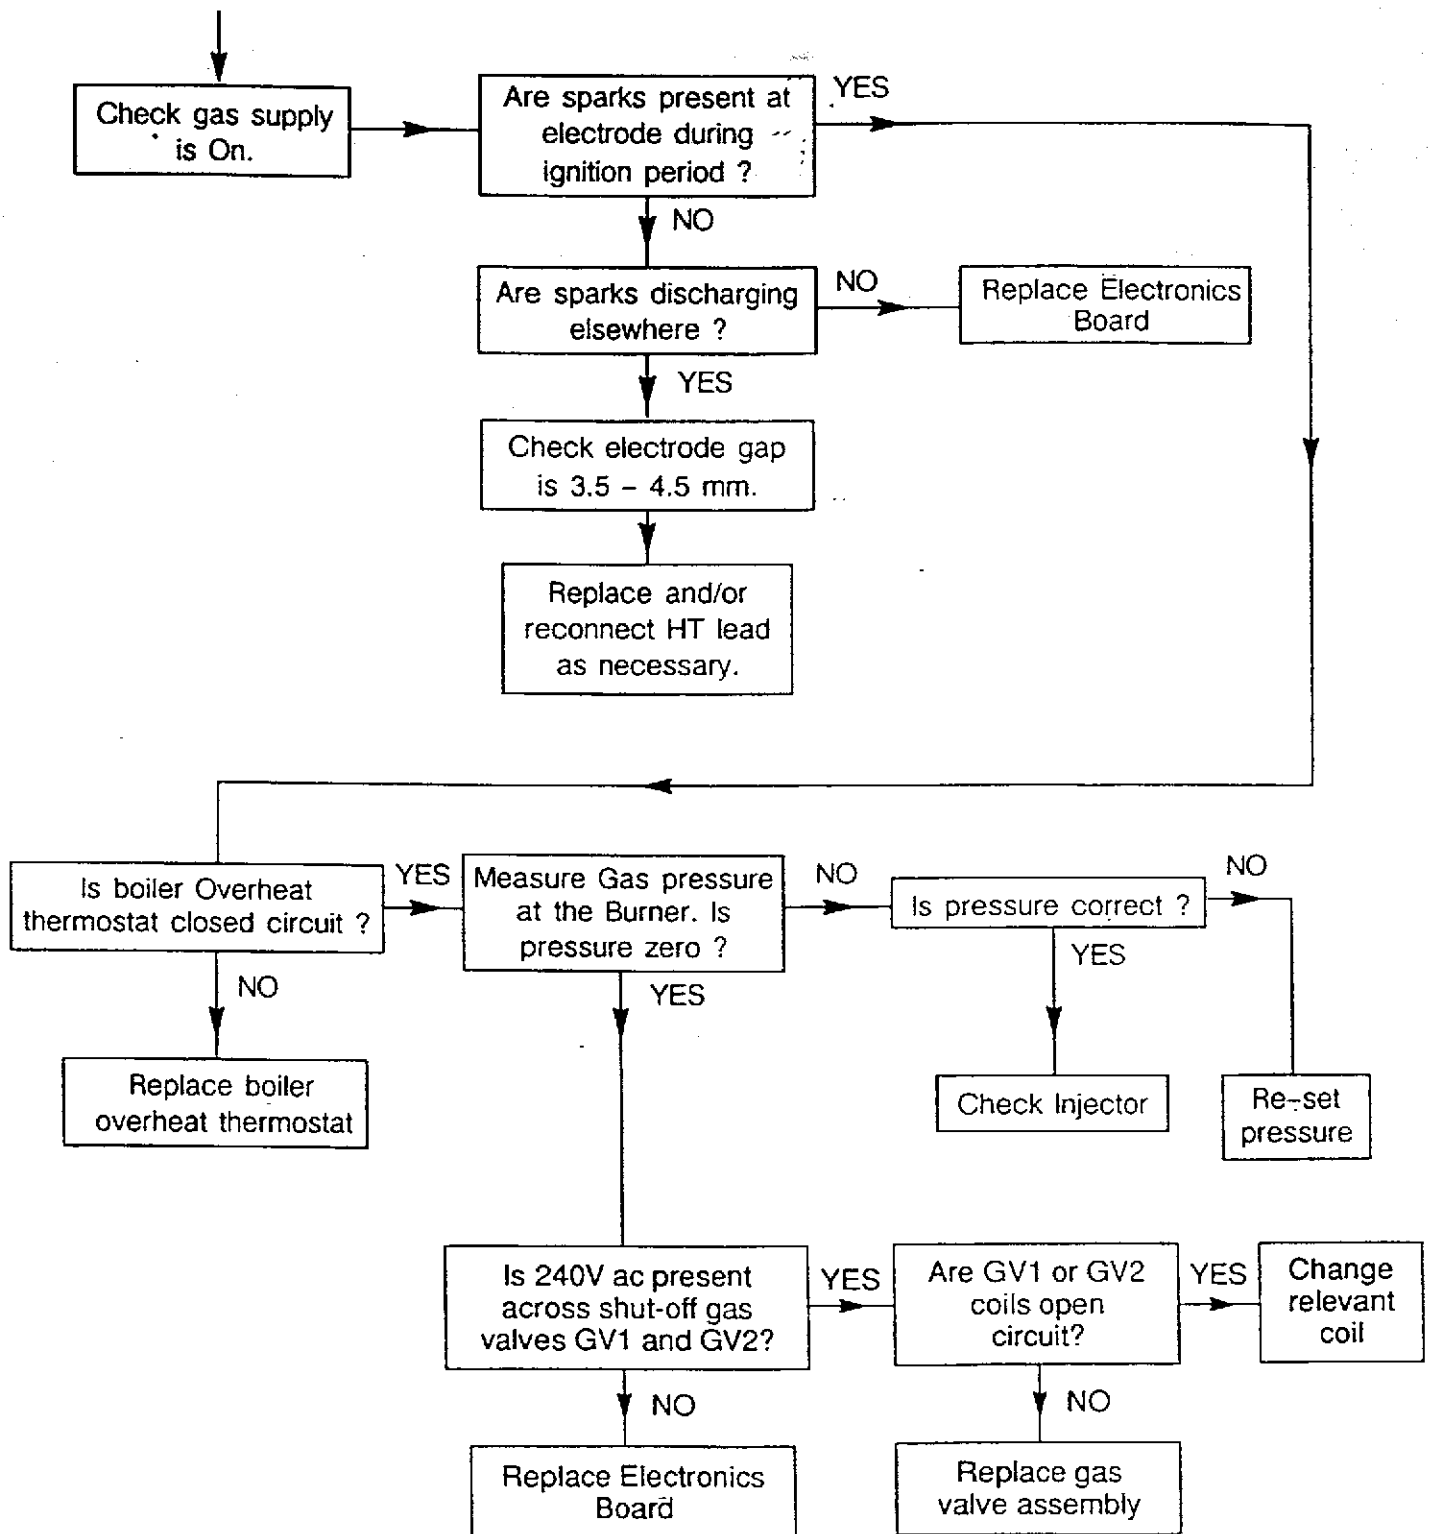 Check gas supply
is On.
Are sparks present at
electrode during
ignition period ?
YES
NO
Are sparks discharging
elsewhere ?
NO
Replace Electronics
Board
YES
Check electrode gap
is 3.5 – 4.5 mm.
Replace and/or
reconnect HT lead
as necessary.
Is boiler Overheat
thermostat closed circuit ?
YES
Measure Gas pressure
at the Burner. Is
pressure zero ?
NO
Is pressure correct ?
NO
NO
YES
YES
Replace boiler
overheat thermostat
Check Injector
Re-set
pressure
Is 240V ac present
across shut-off gas
valves GV1 and GV2?
YES
Are GV1 or GV2
coils open
circuit?
YES
Change
relevant
coil
NO
NO
Replace Electronics
Board
Replace gas
valve assembly